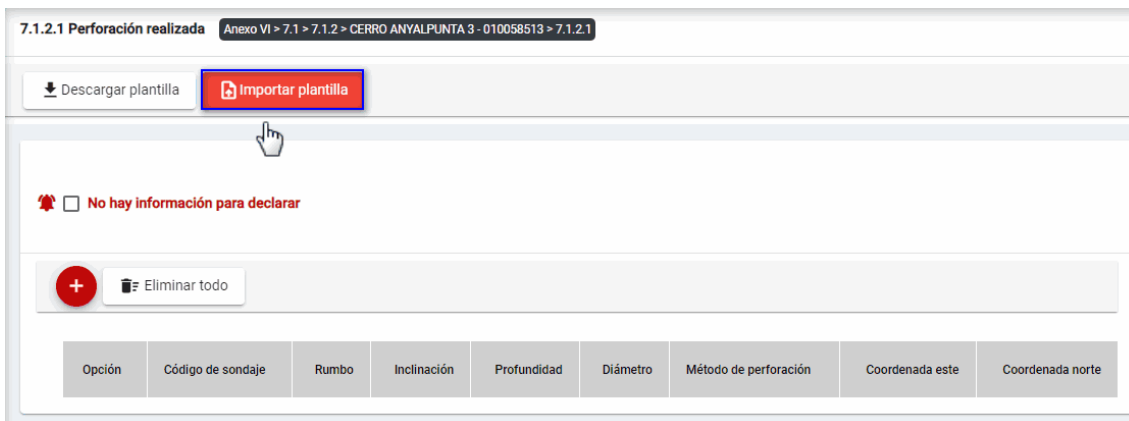 7.1.2.1 Perforación realizada Anexo VI > 7.1 > 7.1.2 > CERRO ANYALPUNTA 3 - 010058513 > 7.1.2.1
Descargar plantilla Importar plantilla
No hay información para declarar
+ Eliminar todo
Opción Código de sondaje Rumbo Inclinación Profundidad Diámetro Método de perforación Coordenada este Coordenada norte